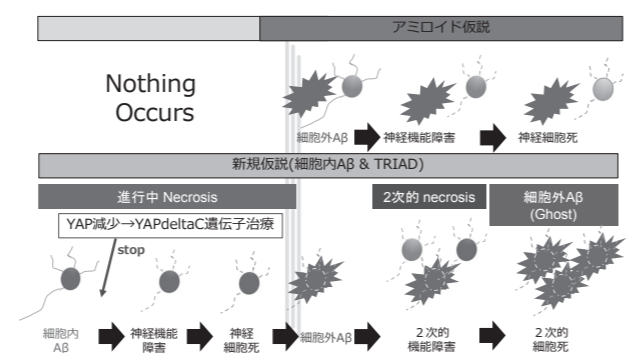 アミロイド仮説
Nothing
Occurs
細胞外Aβ
神経機能障害
神経細胞死
新規仮説(細胞内Aβ & TRIAD)
進行中 Necrosis
2次的 necrosis
細胞外Aβ
(Ghost)
YAP減少→YAPdeltaC遺伝子治療
stop
細胞内
Aβ
神経機能
障害
神経
細胞死
細胞外Aβ
２次的
機能障害
２次的
細胞死